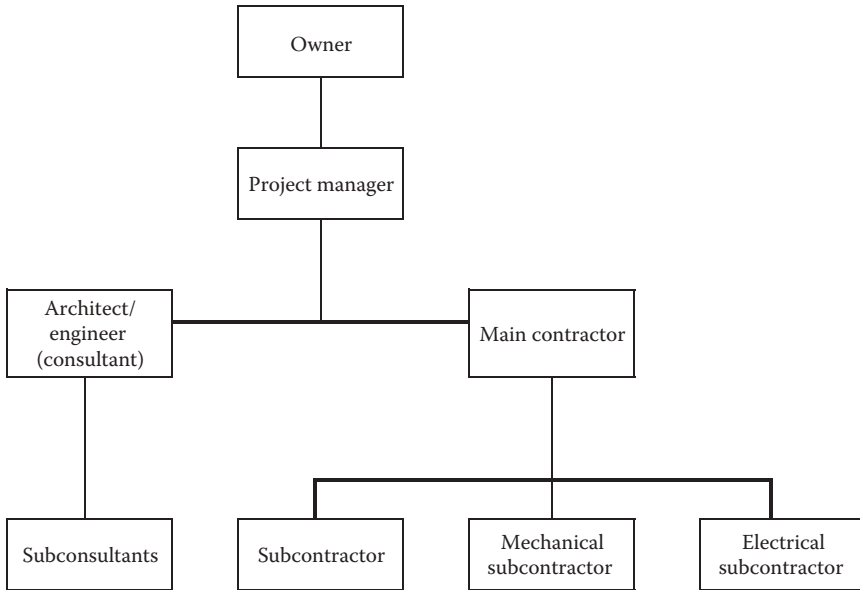 Owner
Project manager
Architect/
engineer
(consultant)
Main contractor
Subconsultants
Subcontractor
Mechanical
subcontractor
Electrical
subcontractor